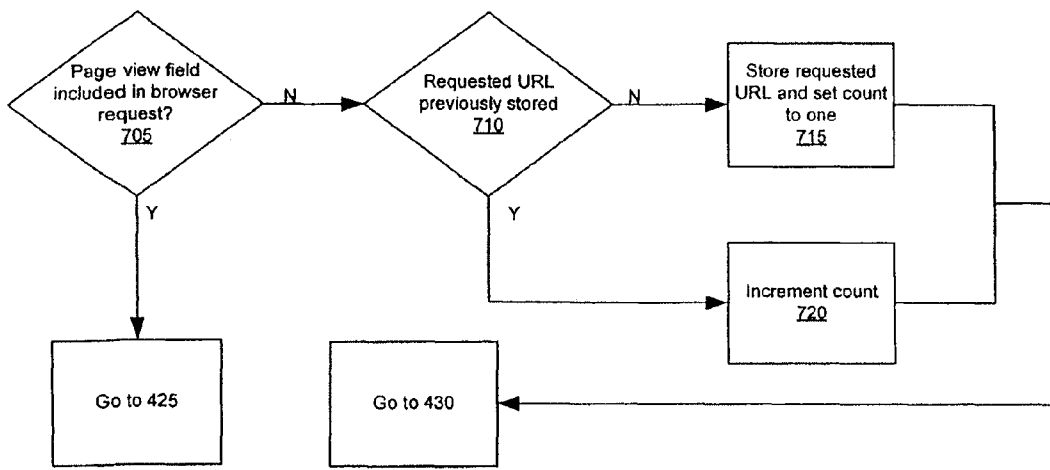 Page view field
included in browser
request?
705
N
Requested URL
previously stored
710
N
Store requested
URL and set count
to one
715
Y
Y
Increment count
720
Go to 425
Go to 430